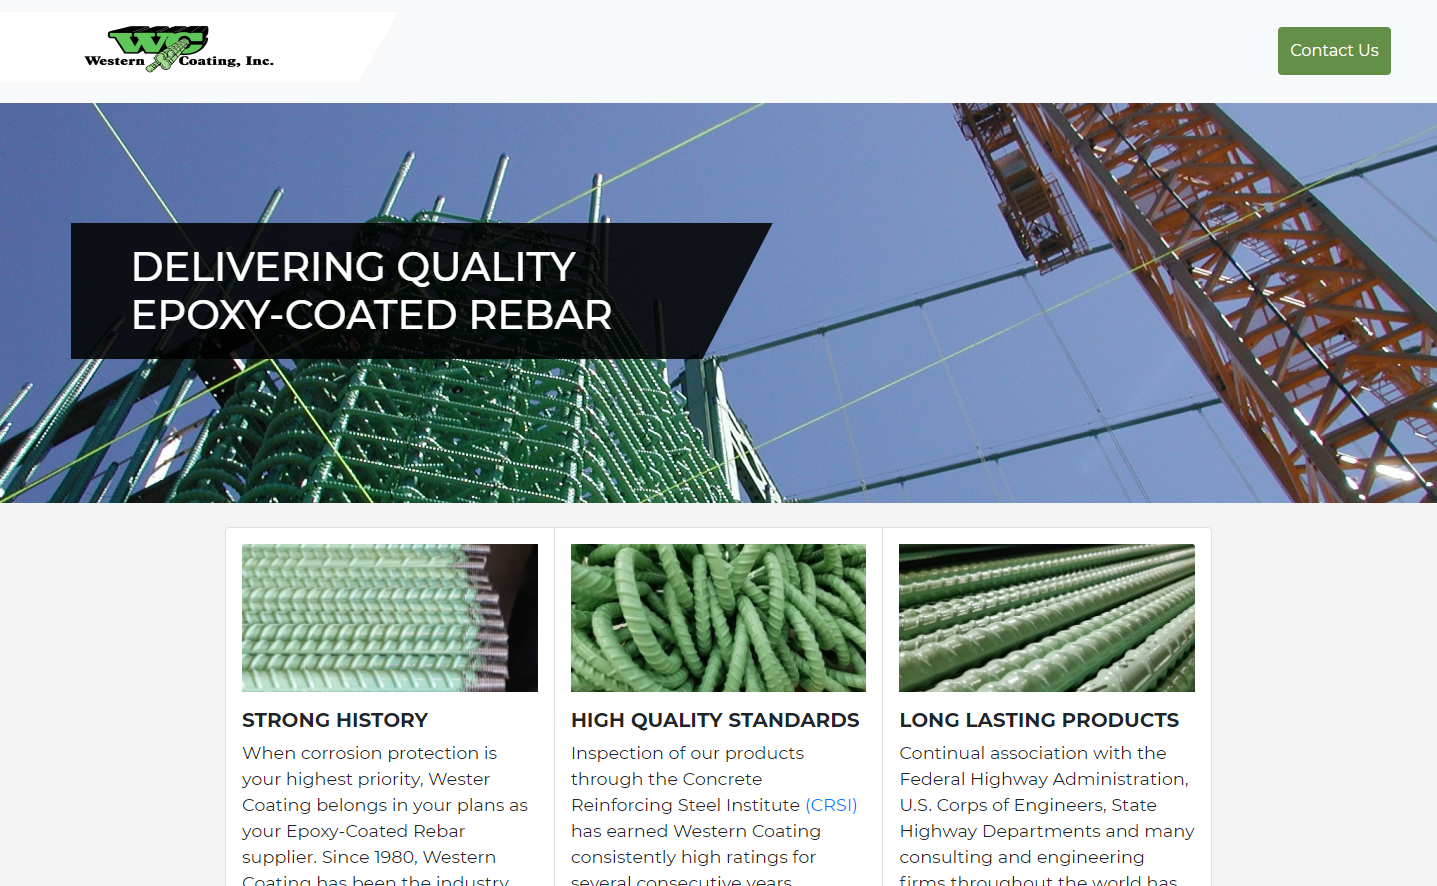 WC
Western Coating, Inc.
Contact Us
DELIVERING QUALITY
EPOXY-COATED REBAR
STRONG HISTORY
When corrosion protection is
your highest priority, Wester
Coating belongs in your plans as
your Epoxy-Coated Rebar
supplier. Since 1980, Western
Coating has been the industry
HIGH QUALITY STANDARDS
Inspection of our products
through the Concrete
Reinforcing Steel Institute (CRSI)
has earned Western Coating
consistently high ratings for
several consecutive years
LONG LASTING PRODUCTS
Continual association with the
Federal Highway Administration,
U.S. Corps of Engineers, State
Highway Departments and many
consulting and engineering
firms throughout the world has